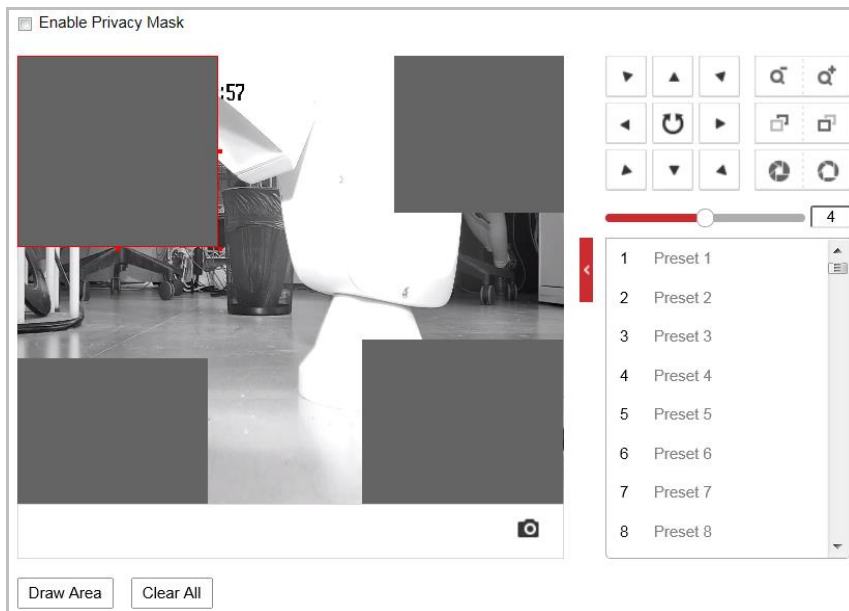 Enable Privacy Mask
:57
4
1 Preset 1
2 Preset 2
3 Preset 3
4 Preset 4
5 Preset 5
6 Preset 6
7 Preset 7
8 Preset 8
Draw Area
Clear All